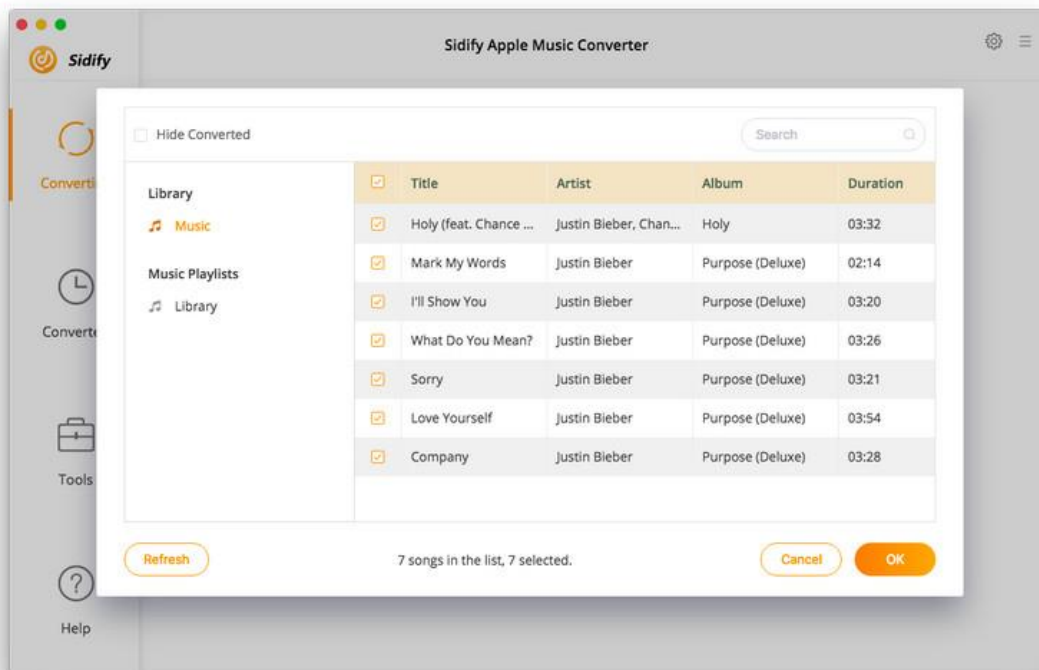 Sidify Apple Music Converter
Sidify
Hide Converted
Search
Library
Music
Music Playlists
Library
Title Artist Album Duration
Holy (feat. Chance ... Justin Bieber, Chan... Holy 03:32
Mark My Words Justin Bieber Purpose (Deluxe) 02:14
I'll Show You Justin Bieber Purpose (Deluxe) 03:20
What Do You Mean? Justin Bieber Purpose (Deluxe) 03:26
Sorry Justin Bieber Purpose (Deluxe) 03:21
Love Yourself Justin Bieber Purpose (Deluxe) 03:54
Company Justin Bieber Purpose (Deluxe) 03:28
Refresh 7 songs in the list, 7 selected. Cancel OK
Converti
Converte
Tools
Help